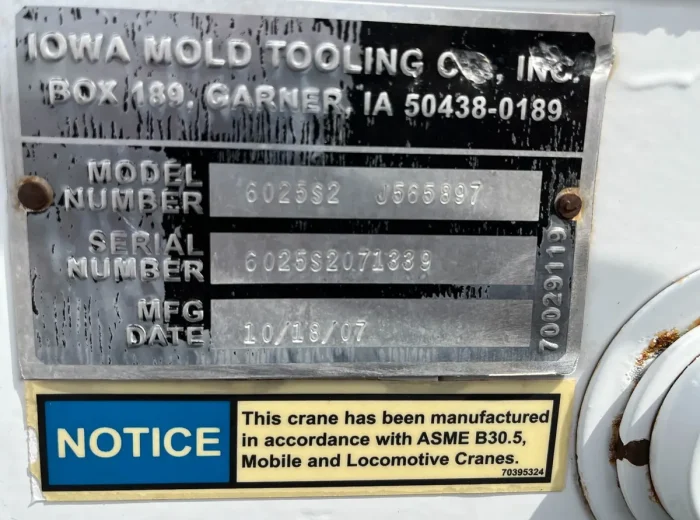 IOWA MOLD TOOLING CO., INC.
BOX 189, GARNER, IA 50438-0189
MODEL NUMBER 6025S2 J565897
SERIAL NUMBER 6025S2071339
MFG DATE 10/18/07
70029119
NOTICE
This crane has been manufactured
in accordance with ASME B30.5,
Mobile and Locomotive Cranes.
70395324